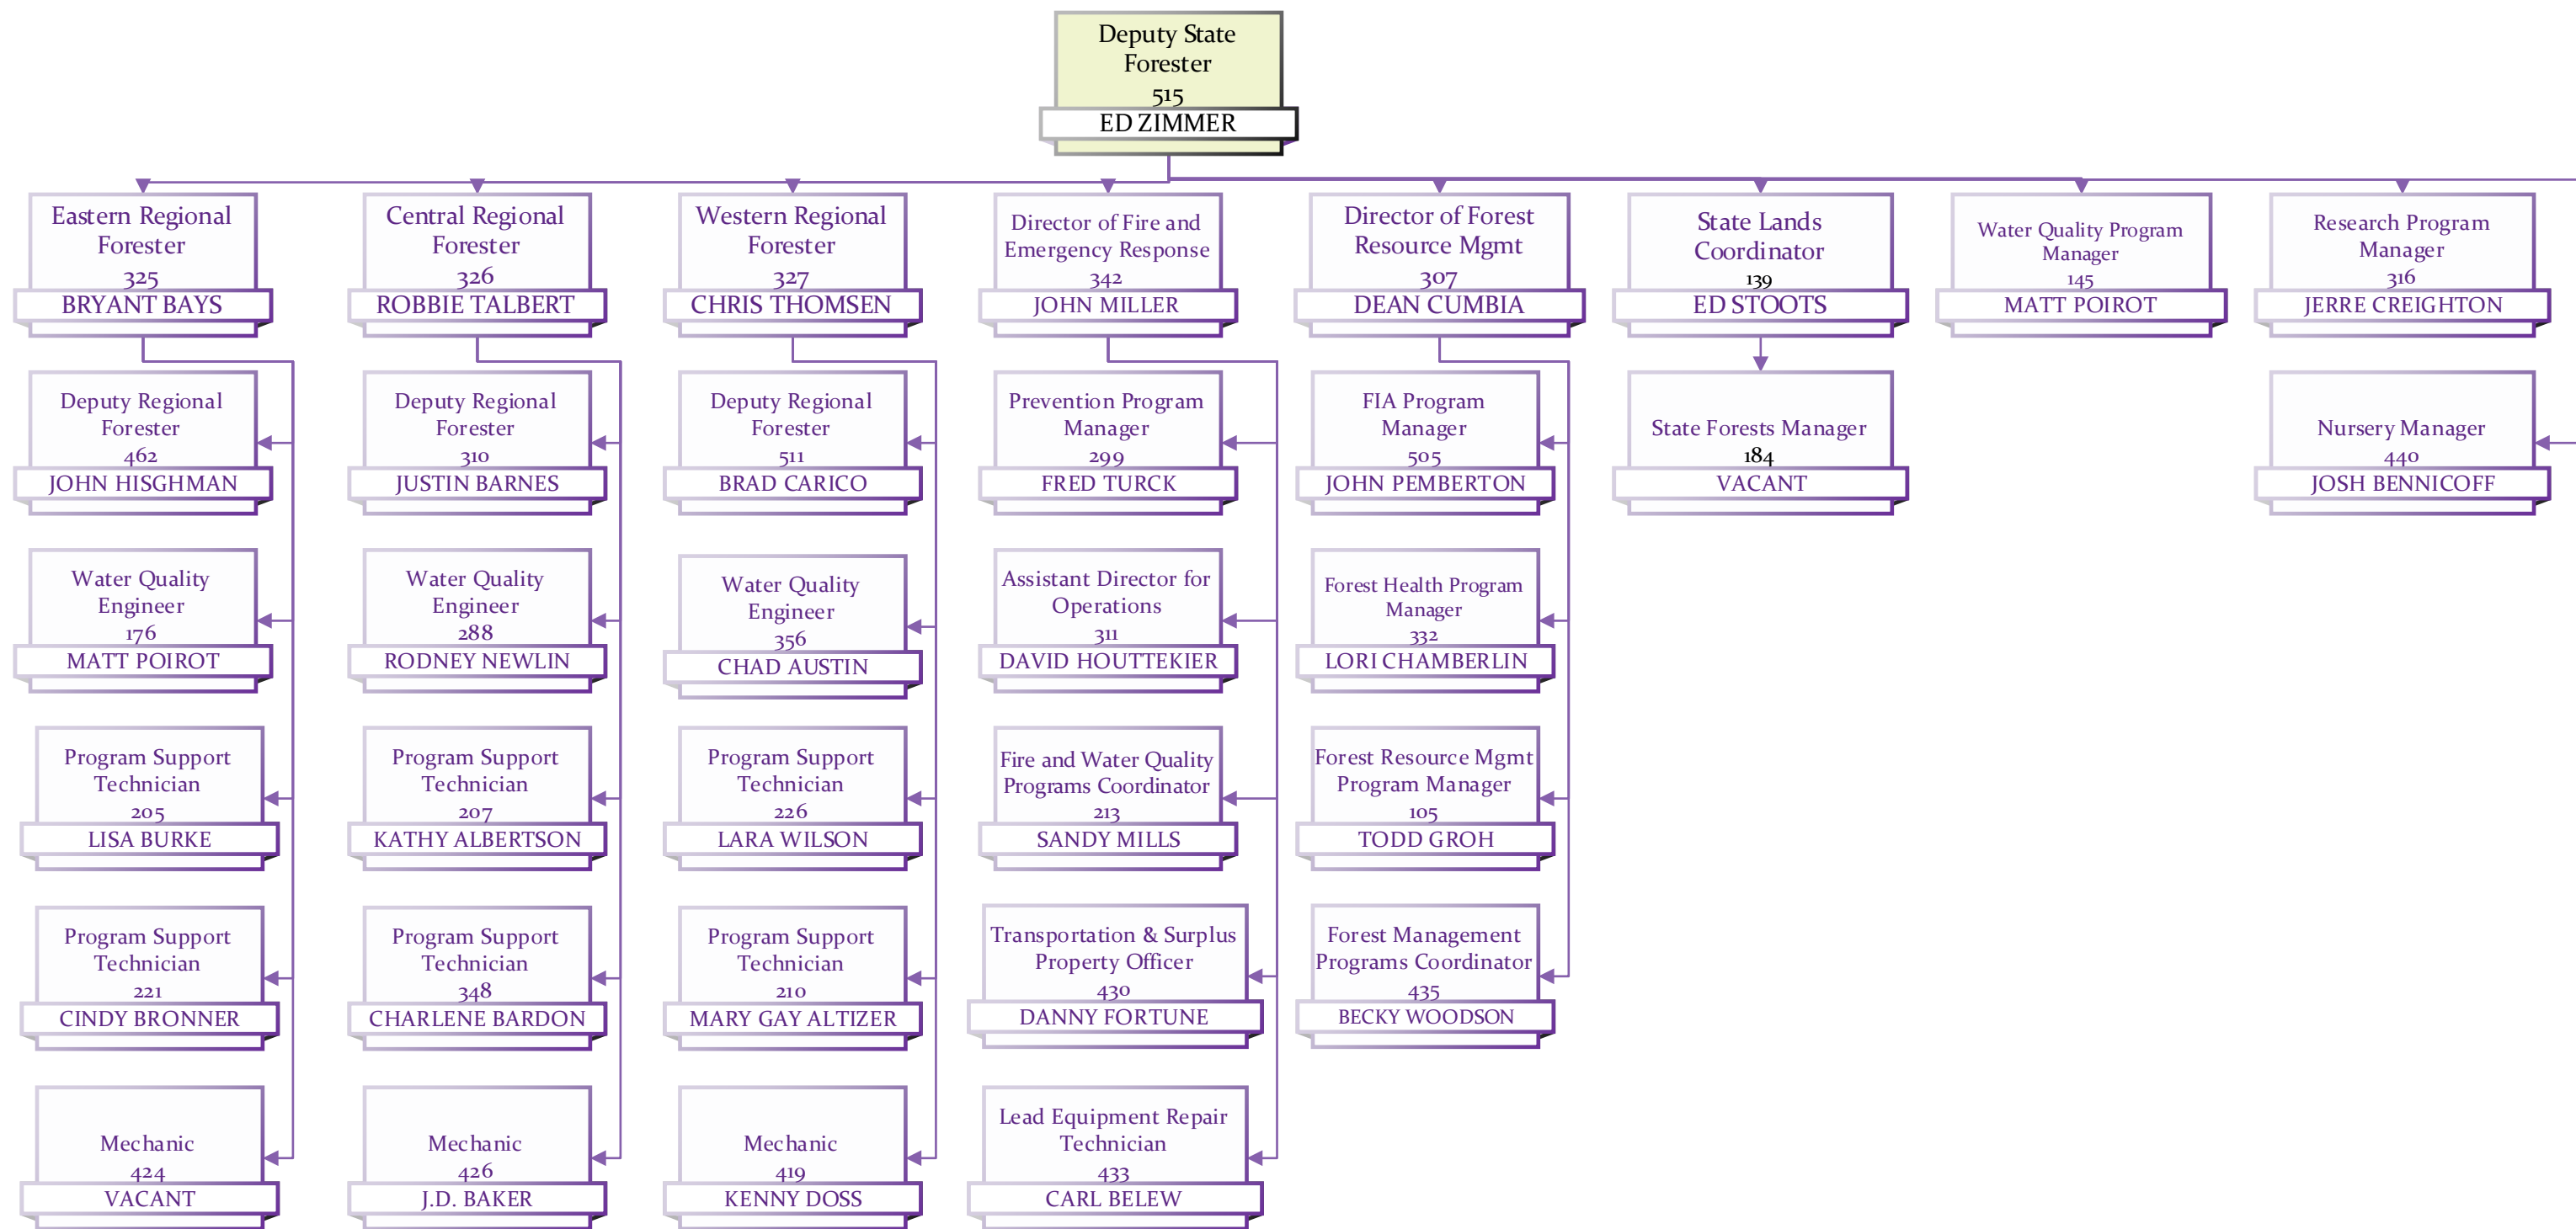 Deputy State
Forester
515
ED ZIMMER
Eastern Regional
Forester
325
BRYANT BAYS
Central Regional
Forester
326
ROBBIE TALBERT
Western Regional
Forester
327
CHRIS THOMSEN
Director of Fire and
Emergency Response
342
JOHN MILLER
Director of Forest
Resource Mgmt
307
DEAN CUMBIA
State Lands
Coordinator
139
ED STOOTS
Water Quality Program
Manager
145
MATT POIROT
Research Program
Manager
316
JERRE CREIGHTON
Deputy Regional
Forester
462
JOHN HISGHMAN
Deputy Regional
Forester
310
JUSTIN BARNES
Deputy Regional
Forester
511
BRAD CARICO
Prevention Program
Manager
299
FRED TURCK
FIA Program
Manager
505
JOHN PEMBERTON
State Forests Manager
184
VACANT
Nursery Manager
440
JOSH BENNICOFF
Water Quality
Engineer
176
MATT POIROT
Water Quality
Engineer
288
RODNEY NEWLIN
Water Quality
Engineer
356
CHAD AUSTIN
Assistant Director for
Operations
311
DAVID HOUTTEKIER
Forest Health Program
Manager
332
LORI CHAMBERLIN
Program Support
Technician
205
LISA BURKE
Program Support
Technician
207
KATHY ALBERTSON
Program Support
Technician
226
LARA WILSON
Fire and Water Quality
Programs Coordinator
213
SANDY MILLS
Forest Resource Mgmt
Program Manager
105
TODD GROH
Program Support
Technician
221
CINDY BRONNER
Program Support
Technician
348
CHARLENE BARDON
Program Support
Technician
210
MARY GAY ALTIZER
Transportation & Surplus
Property Officer
430
DANNY FORTUNE
Forest Management
Programs Coordinator
435
BECKY WOODSON
Mechanic
424
VACANT
Mechanic
426
J.D. BAKER
Mechanic
419
KENNY DOSS
Lead Equipment Repair
Technician
433
CARL BELEW